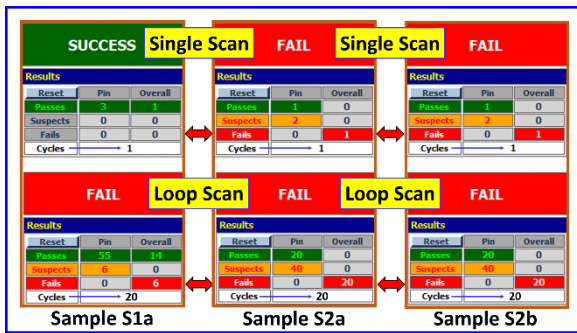 SUCCESS Single Scan FAIL Single Scan FAIL
Results Results Results
Reset Pin Overall Reset Pin Overall Reset Pin Overall
Passes 3 1 Passes 1 0 Passes 1 0
Suspects 0 0 Suspects 2 0 Suspects 2 0
Fails 0 0 Fails 0 1 Fails 0 1
Cycles 1 Cycles 1 Cycles 1
FAIL Loop Scan FAIL Loop Scan FAIL
Results Results Results
Reset Pin Overall Reset Pin Overall Reset Pin Overall
Passes 55 14 Passes 20 0 Passes 20 0
Suspects 6 0 Suspects 40 0 Suspects 40 0
Fails 0 6 Fails 0 20 Fails 0 20
Cycles 20 Cycles 20 Cycles 20
Sample S1a Sample S2a Sample S2b